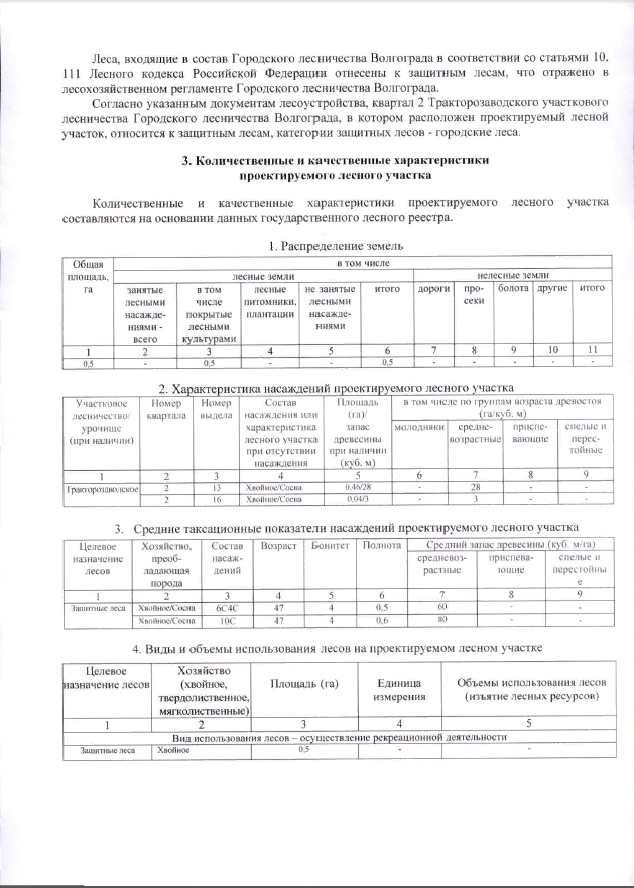 Леса, входящие в состав Городского лесничества Волгограда в соответствии со статьями 10,
111 Лесного кодекса Российской Федерации отнесены к защитным лесам, что отражено в
лесохозяйственном регламенте Городского лесничества Волгограда.
Согласно указанным документам лесоустройства, квартал 2 Тракторозаводского участкового
лесничества Городского лесничества Волгограда, в котором расположен проектируемый лесной
участок, относится к защитным лесам, категории защитных лесов - городские леса.
3. Количественные и качественные характеристики
проектируемого лесного участка
Количественные и качественные характеристики проектируемого лесного участка
составляются на основании данных государственного лесного реестра.
1. Распределение земель
Общая площадь, га | в том числе
лесные земли | нелесные земли
занятые лесными насажде-ниями - всего | в том числе покрытые лесными культурами | лесные питомники, плантации | не занятые лесными насажде-ниями | итого | дороги | про-секи | болота | другие | итого
1 | 2 | 3 | 4 | 5 | 6 | 7 | 8 | 9 | 10 | 11
0,5 | - | 0,5 | - | - | 0,5 | - | - | - | - | -
2. Характеристика насаждений проектируемого лесного участка
Участковое лесничество/ урочище (при наличии) | Номер квартала | Номер выдела | Состав насаждения или характеристика лесного участка при отсутствии насаждения | Площадь (га)/ запас древесины при наличии (куб. м) | в том числе по группам возраста древостоя (га/куб. м)
молодняки | средне-возрастные | приспе-вающие | спелые и перес-тойные
1 | 2 | 3 | 4 | 5 | 6 | 7 | 8 | 9
Тракторозаводское | 2 | 13 | Хвойное/Сосна | 0,46/28 | - | 28 | - | -
2 | 16 | Хвойное/Сосна | 0,04/3 | - | 3 | - | -
3. Средние таксационные показатели насаждений проектируемого лесного участка
Целевое назначение лесов | Хозяйство, преоб-ладающая порода | Состав насаж-дений | Возраст | Бонитет | Полнота | Средний запас древесины (куб. м/га)
средневоз-растные | приспева-ющие | спелые и перестойные
1 | 2 | 3 | 4 | 5 | 6 | 7 | 8 | 9
Защитные леса | Хвойное/Сосна | 6С4С | 47 | 4 | 0,5 | 60 | - | -
Хвойное/Сосна | 10С | 47 | 4 | 0,6 | 80 | - | -
4. Виды и объемы использования лесов на проектируемом лесном участке
Целевое назначение лесов | Хозяйство (хвойное, твердолиственное, мягколиственные) | Площадь (га) | Единица измерения | Объемы использования лесов (изъятие лесных ресурсов)
1 | 2 | 3 | 4 | 5
Вид использования лесов – осуществление рекреационной деятельности
Защитные леса | Хвойное | 0,5 | - | -